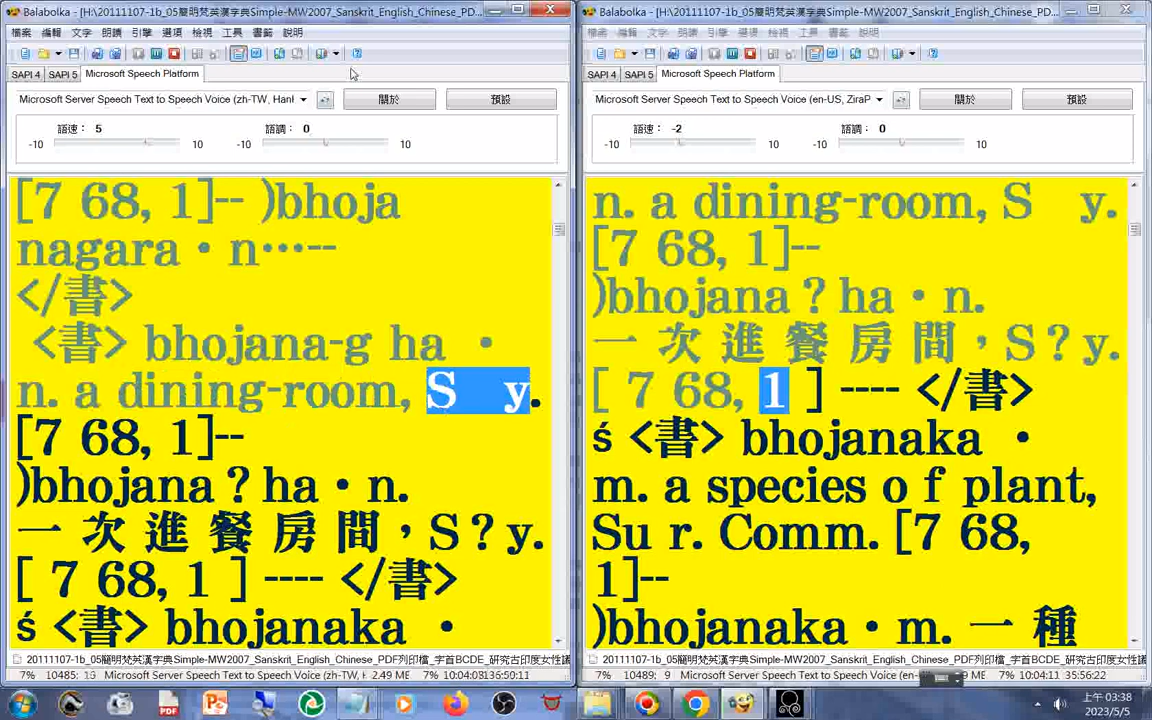 Balabolka - [H:\20111107-1b_05簡明梵英漢字典Simple-MW2007_Sanskrit_English_Chinese_PD...
檔案 編輯 文字 朗讀 引擎 選項 檢視 工具 書籤 說明
SAPI 4 SAPI 5 Microsoft Speech Platform
Microsoft Server Speech Text to Speech Voice (zh-TW, Hanl
關於 預設
語速： 5 語調： 0
-10 10 -10 10
[7 68, 1]-- )bhoja
nagara・n…--
</書>
<書> bhojana-g ha ・
n. a dining-room, S y.
[7 68, 1]--
)bhojana？ha・n.
一 次 進 餐 房 間，S？y.
[ 7 68, 1 ] ---- </書>
ś <書> bhojanaka ・
20111107-1b_05簡明梵英漢字典Simple-MW2007_Sanskrit_English_Chinese_PDF列印檔_字首BCDE_研究古印度女性議
7% 10485: 16 Microsoft Server Speech Text to Speech Voice (zh-TW, 2.49 ME 7%
Balabolka - [H:\20111107-1b_05簡明梵英漢字典Simple-MW2007_Sanskrit_English_Chinese_PD...
檔案 編輯 文字 朗讀 引擎 選項 檢視 工具 書籤 說明
SAPI 4 SAPI 5 Microsoft Speech Platform
Microsoft Server Speech Text to Speech Voice (en-US, ZiraP
關於 預設
語速： -2 語調： 0
-10 10 -10 10
n. a dining-room, S y.
[7 68, 1]--
)bhojana？ha・n.
一 次 進 餐 房 間，S？y.
[ 7 68, 1 ] ---- </書>
ś <書> bhojanaka ・
m. a species o f plant,
Su r. Comm. [7 68,
1]--
)bhojanaka・m. 一 種
20111107-1b_05簡明梵英漢字典Simple-MW2007_Sanskrit_English_Chinese_PDF列印檔_字首BCDE_研究古印度女性議
7% 10489: 9 Microsoft Server Speech Text to Speech Voice (en-US, 7% 10:04:11 35:56:22
上午 03:38
2023/5/5